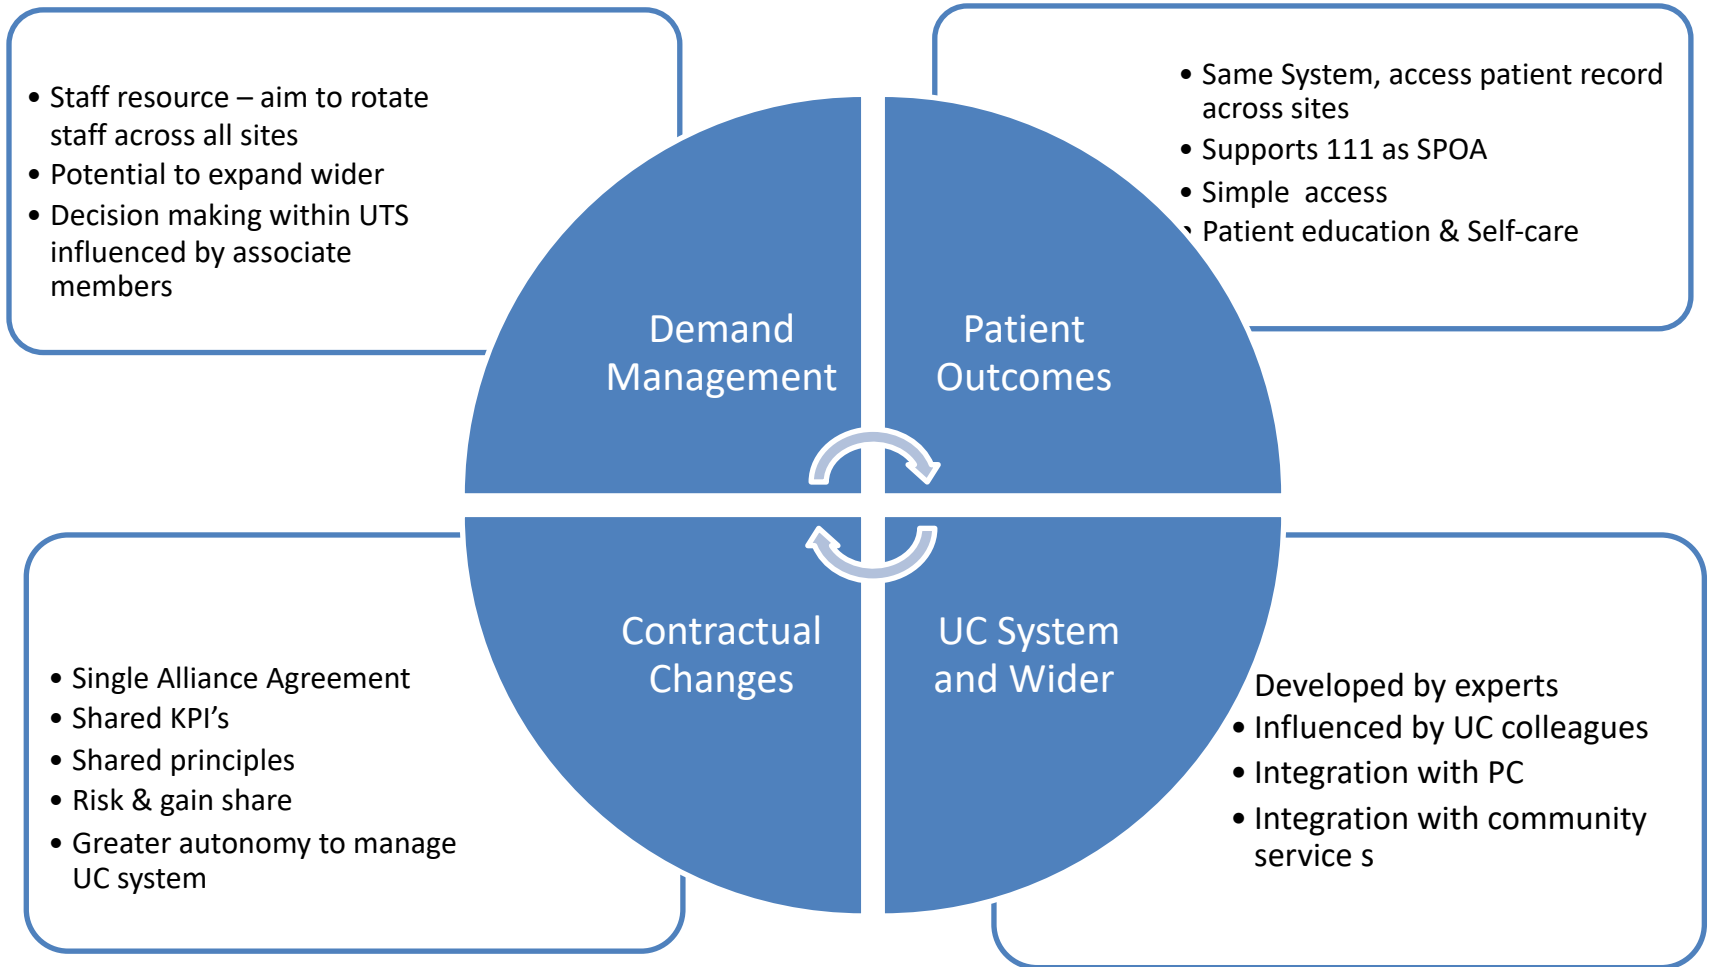 • Staff resource – aim to rotate
staff across all sites
• Potential to expand wider
• Decision making within UTS
influenced by associate
members
• Same System, access patient record
across sites
• Supports 111 as SPOA
• Simple  access
• Patient education & Self-care
Demand
Management
Patient
Outcomes
Contractual
Changes
UC System
and Wider
• Single Alliance Agreement
• Shared KPI’s
• Shared principles
• Risk & gain share
• Greater autonomy to manage
UC system
Developed by experts
• Influenced by UC colleagues
• Integration with PC
• Integration with community
service s